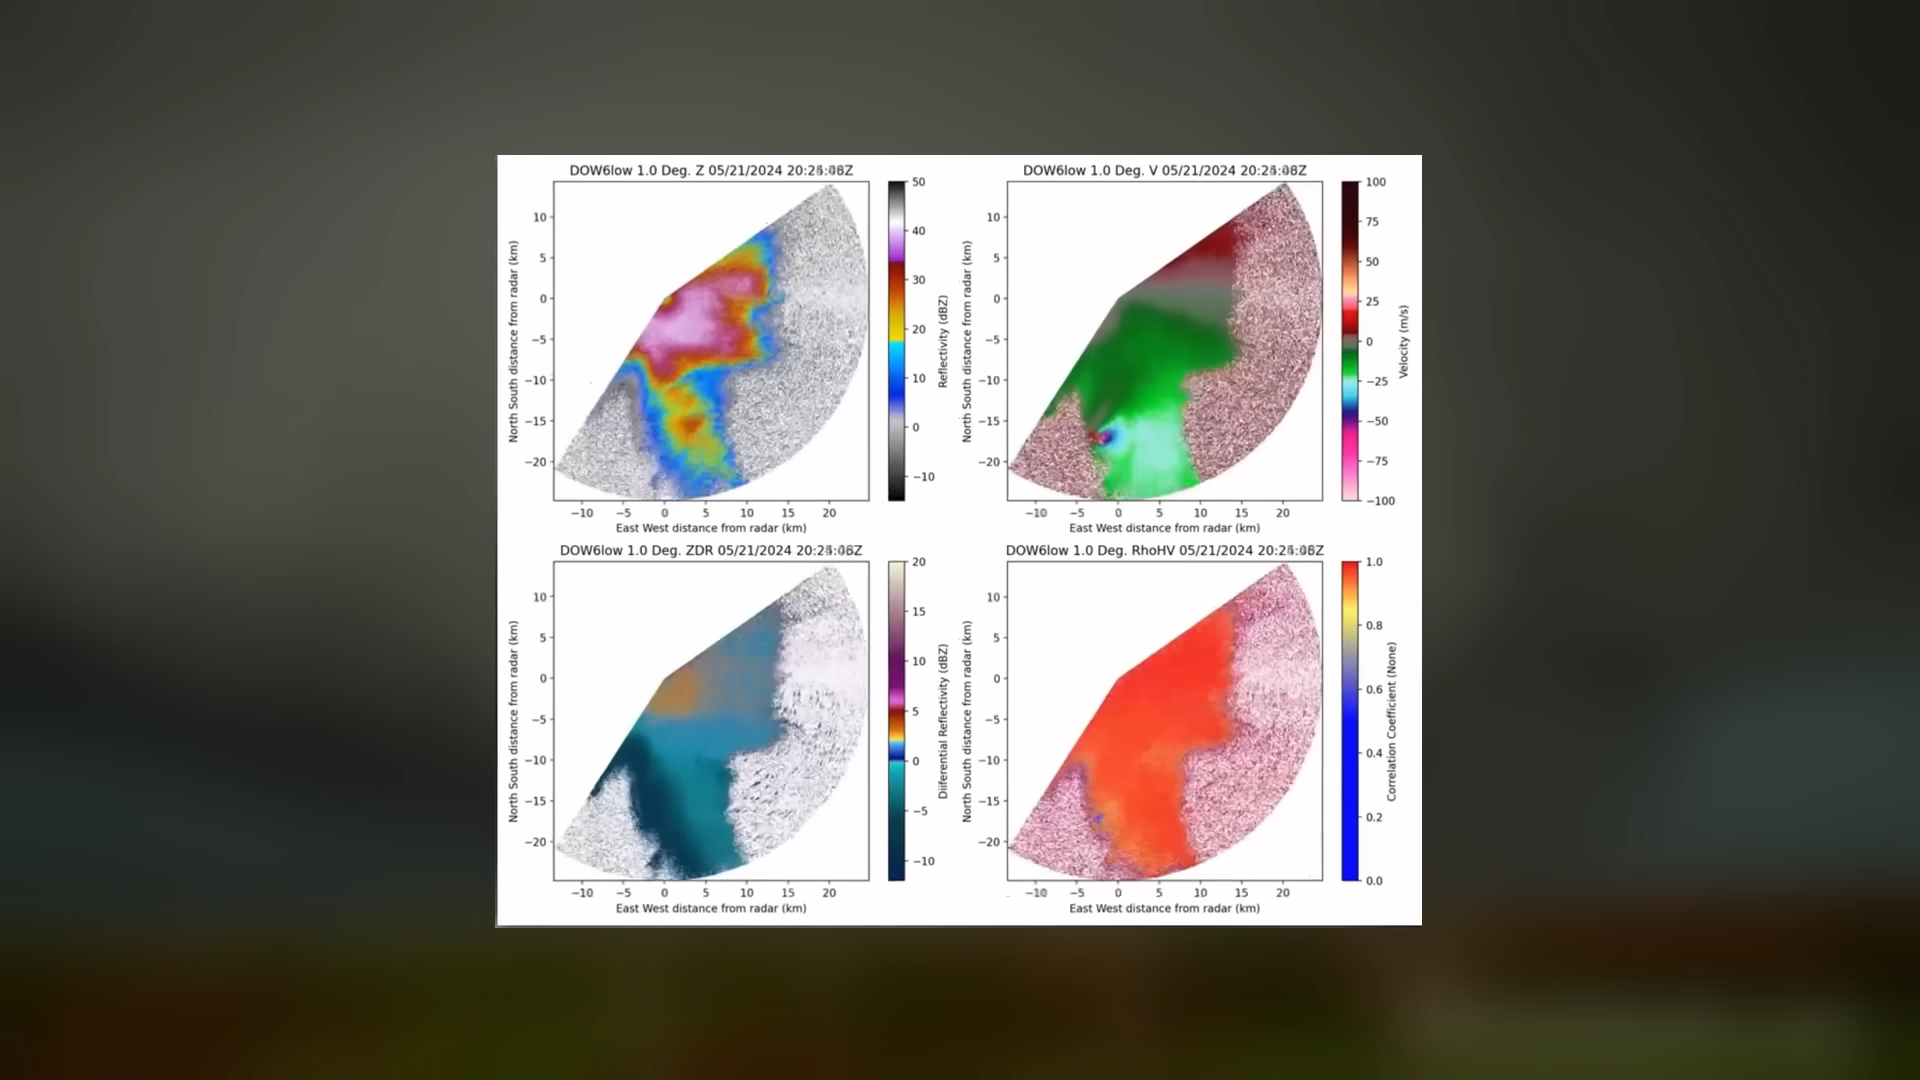 DOW6low 1.0 Deg. Z 05/21/2024
50
40
30
20
10
0
−10
Reflectivity (dBZ)
10
5
0
−5
−10
−15
−20
North South distance from radar (km)
−10 −5 0 5 10 15 20
East West distance from radar (km)
DOW6low 1.0 Deg. V 05/21/2024
100
75
50
25
0
−25
−50
−75
−100
Velocity (m/s)
10
5
0
−5
−10
−15
−20
North South distance from radar (km)
−10 −5 0 5 10 15 20
East West distance from radar (km)
DOW6low 1.0 Deg. ZDR 05/21/2024
20
15
10
5
0
−5
−10
Diiferential Reflectivity (dBZ)
10
5
0
−5
−10
−15
−20
North South distance from radar (km)
−10 −5 0 5 10 15 20
East West distance from radar (km)
DOW6low 1.0 Deg. RhoHV 05/21/2024
1.0
0.8
0.6
0.4
0.2
0.0
Correlation Coefficient (None)
10
5
0
−5
−10
−15
−20
North South distance from radar (km)
−10 −5 0 5 10 15 20
East West distance from radar (km)